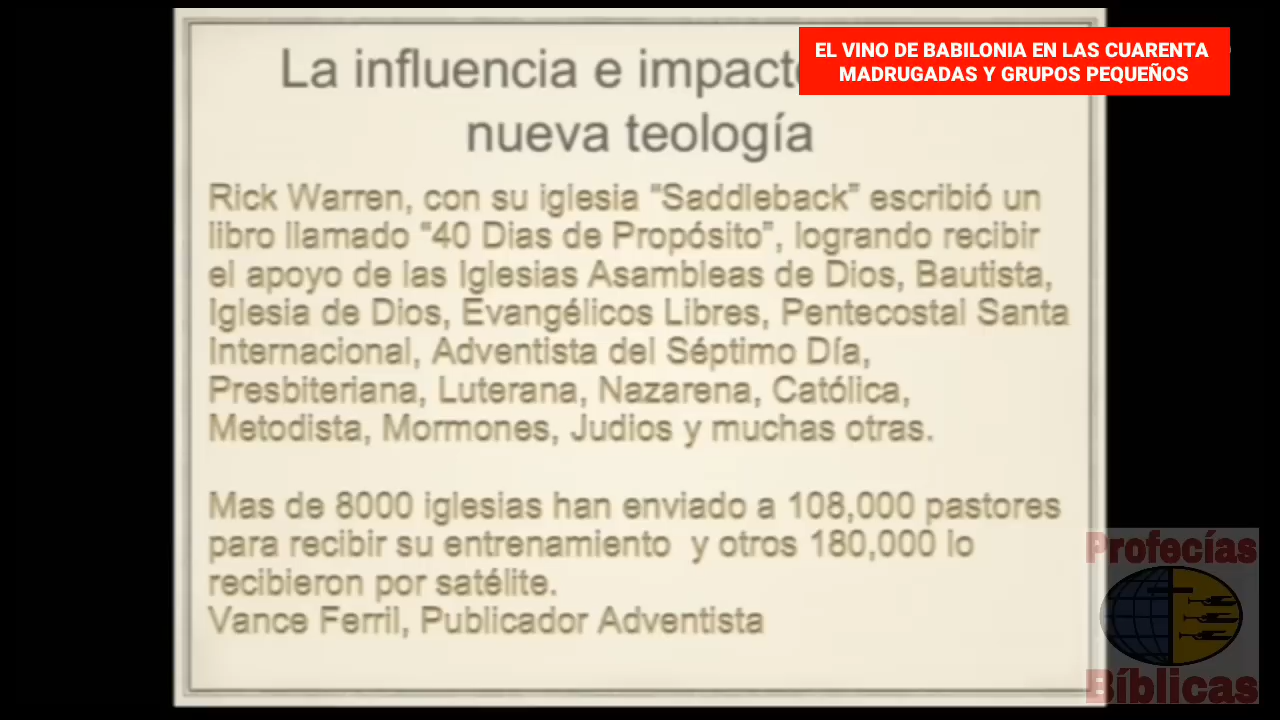 EL VINO DE BABILONIA EN LAS CUARENTA
MADRUGADAS Y GRUPOS PEQUEÑOS
La influencia e impacto
nueva teología
Rick Warren, con su iglesia “Saddleback” escribió un
libro llamado “40 Dias de Propósito”, logrando recibir
el apoyo de las Iglesias Asambleas de Dios, Bautista,
Iglesia de Dios, Evangélicos Libres, Pentecostal Santa
Internacional, Adventista del Séptimo Día,
Presbiteriana, Luterana, Nazarena, Católica,
Metodista, Mormones, Judios y muchas otras.
Mas de 8000 iglesias han enviado a 108,000 pastores
para recibir su entrenamiento y otros 180,000 lo
recibieron por satélite.
Vance Ferril, Publicador Adventista
Profecías
Bíblicas